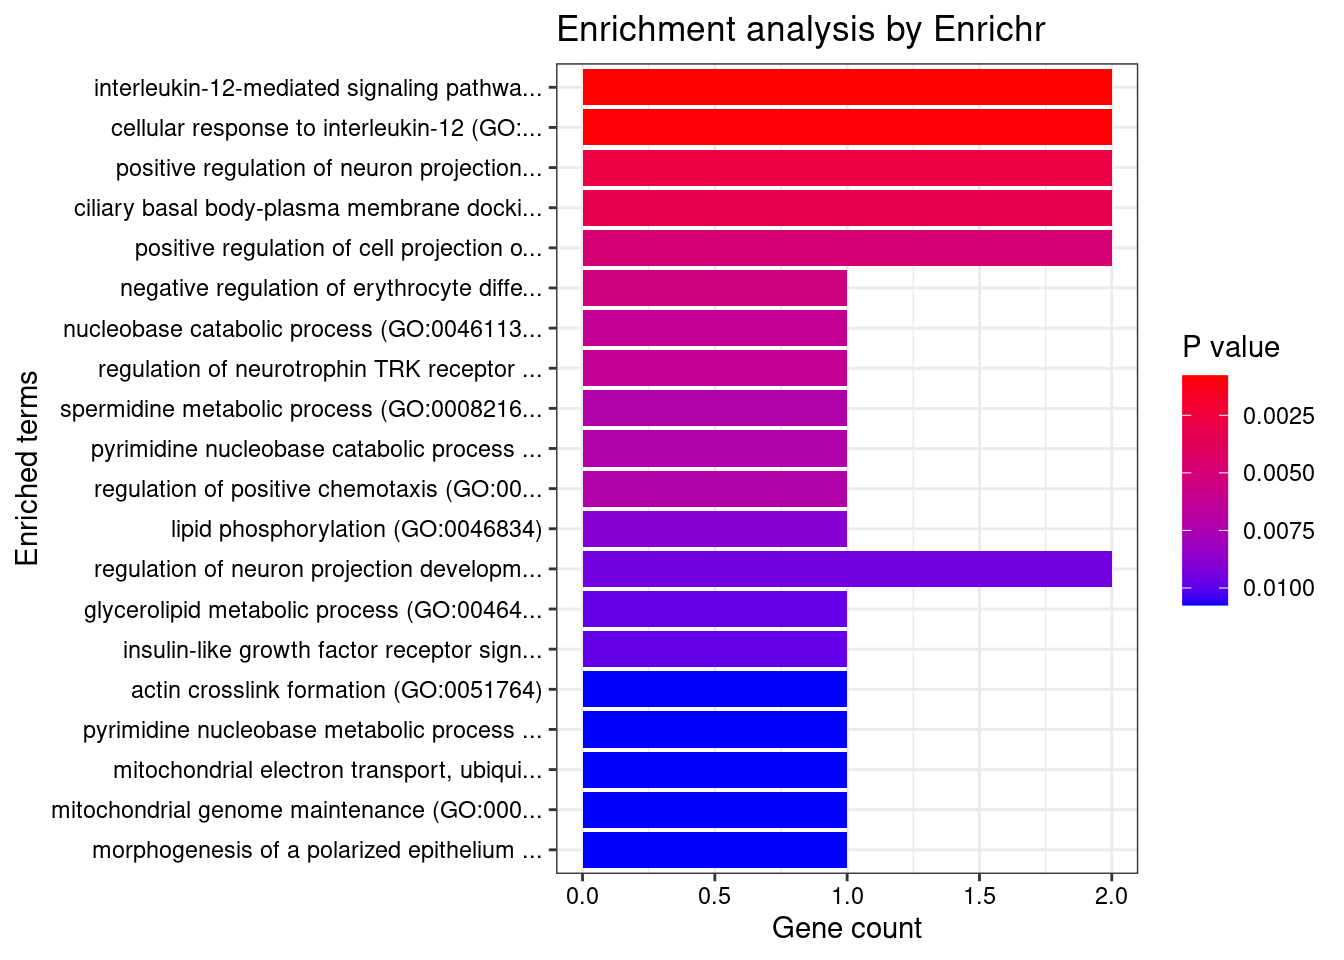 Enrichment analysis by Enrichr
interleukin-12-mediated signaling pathwa...
cellular response to interleukin-12 (GO:...
positive regulation of neuron projection...
ciliary basal body-plasma membrane docki...
positive regulation of cell projection o...
negative regulation of erythrocyte diffe...
nucleobase catabolic process (GO:0046113...
regulation of neurotrophin TRK receptor ...
spermidine metabolic process (GO:0008216...
pyrimidine nucleobase catabolic process ...
regulation of positive chemotaxis (GO:00...
lipid phosphorylation (GO:0046834)
regulation of neuron projection developm...
glycerolipid metabolic process (GO:00464...
insulin-like growth factor receptor sign...
actin crosslink formation (GO:0051764)
pyrimidine nucleobase metabolic process ...
mitochondrial electron transport, ubiqui...
mitochondrial genome maintenance (GO:000...
morphogenesis of a polarized epithelium ...
Enriched terms
0.0 0.5 1.0 1.5 2.0
Gene count
P value
0.0025
0.0050
0.0075
0.0100